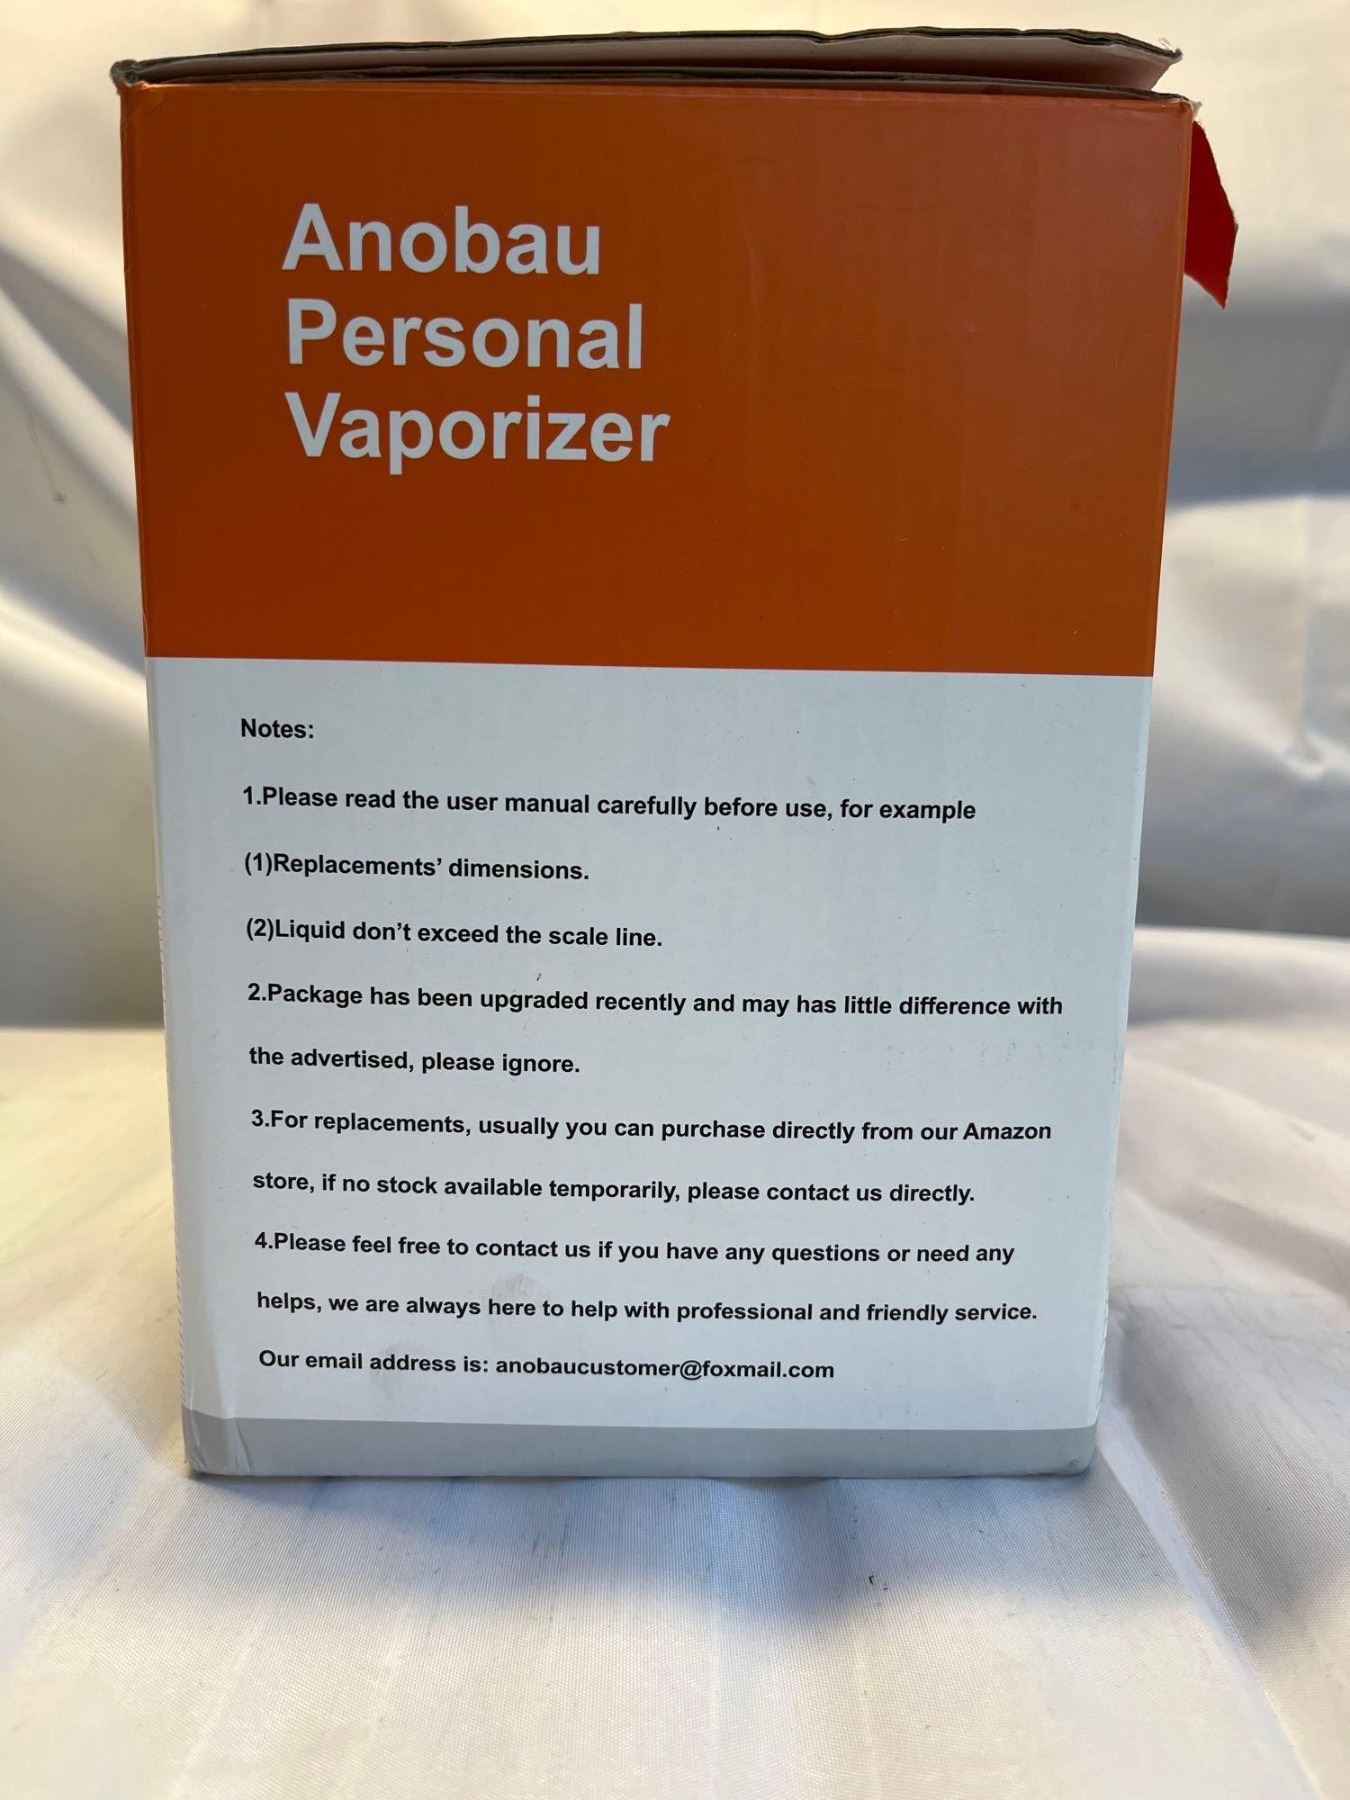 Anobau
Personal
Vaporizer
Notes:
1.Please read the user manual carefully before use, for example
(1)Replacements’ dimensions.
(2)Liquid don’t exceed the scale line.
2.Package has been upgraded recently and may has little difference with
the advertised, please ignore.
3.For replacements, usually you can purchase directly from our Amazon
store, if no stock available temporarily, please contact us directly.
4.Please feel free to contact us if you have any questions or need any
helps, we are always here to help with professional and friendly service.
Our email address is: anobaucustomer@foxmail.com